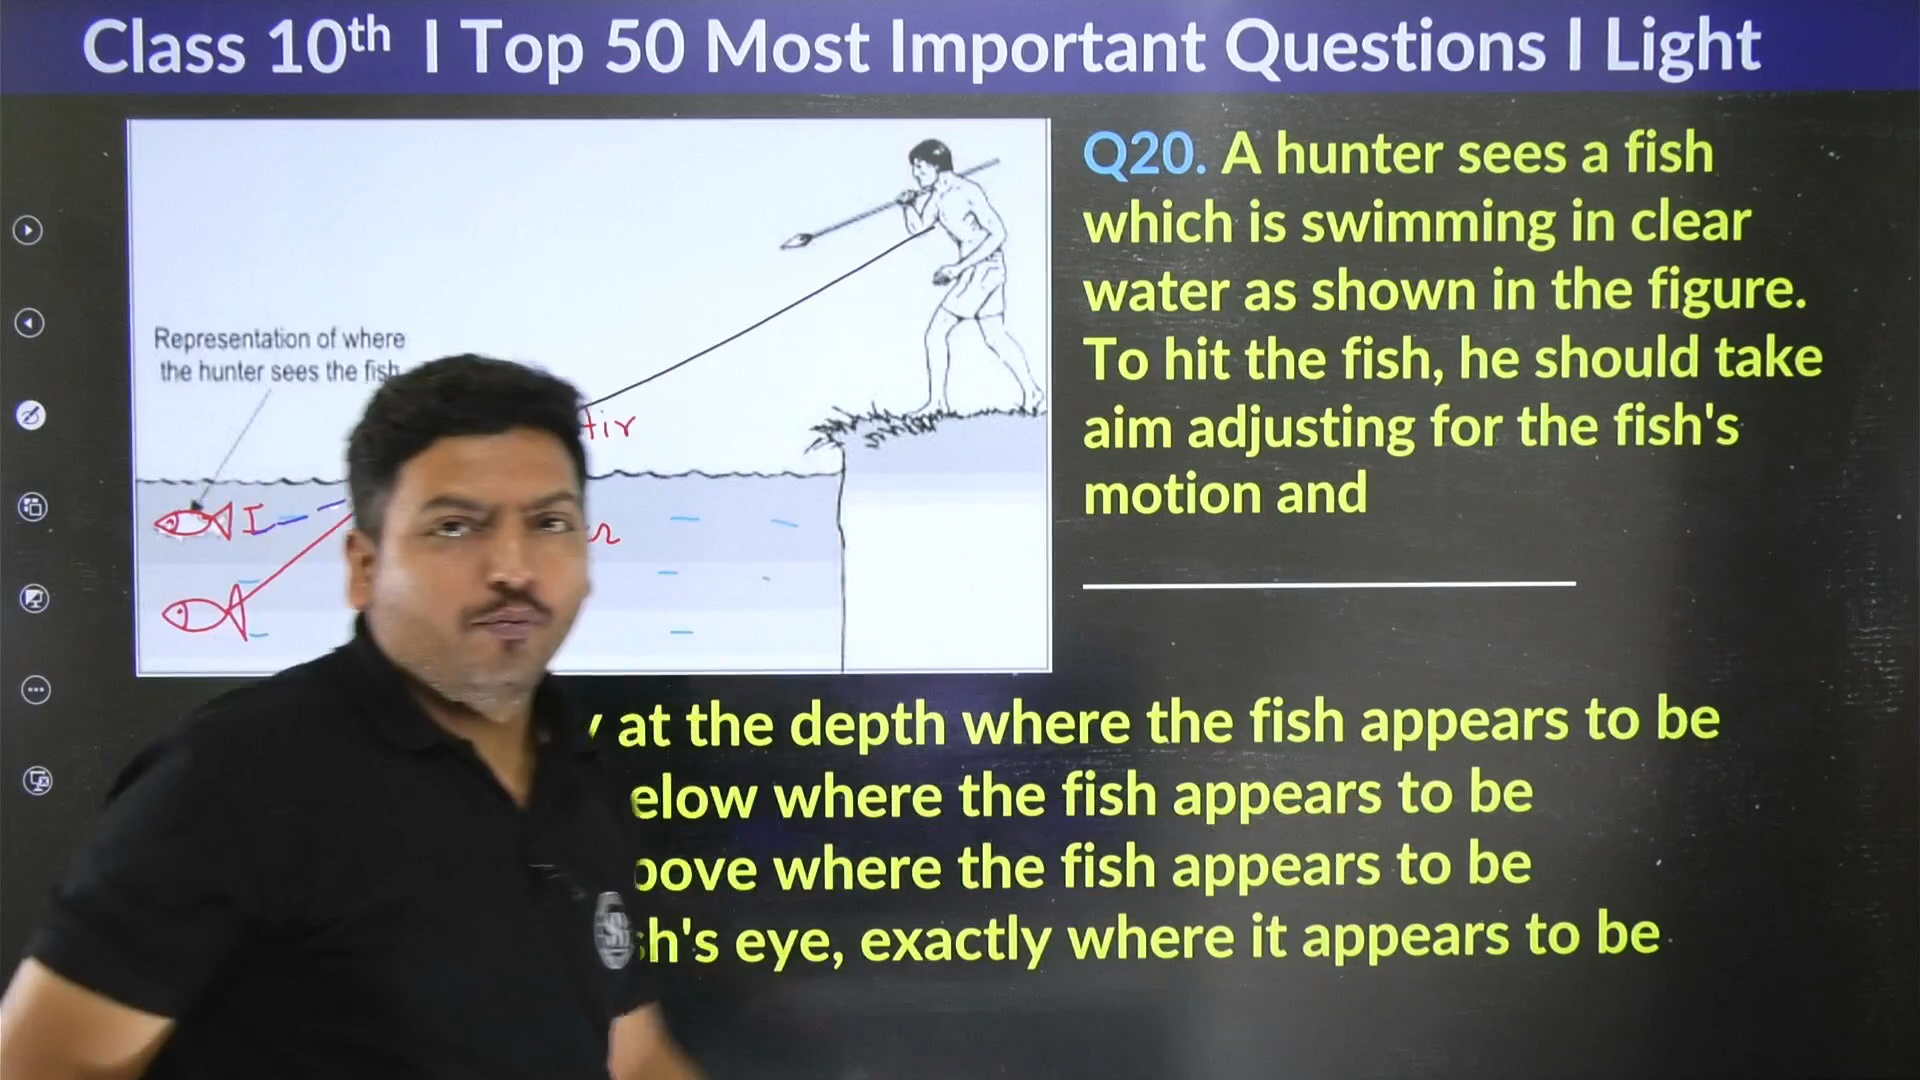 Class 10th I Top 50 Most Important Questions I Light
Q20. A hunter sees a fish
which is swimming in clear
water as shown in the figure.
To hit the fish, he should take
aim adjusting for the fish's
motion and
Representation of where
the hunter sees the fish
I
at the depth where the fish appears to be
where the fish appears to be
where the fish appears to be
eye, exactly where it appears to be